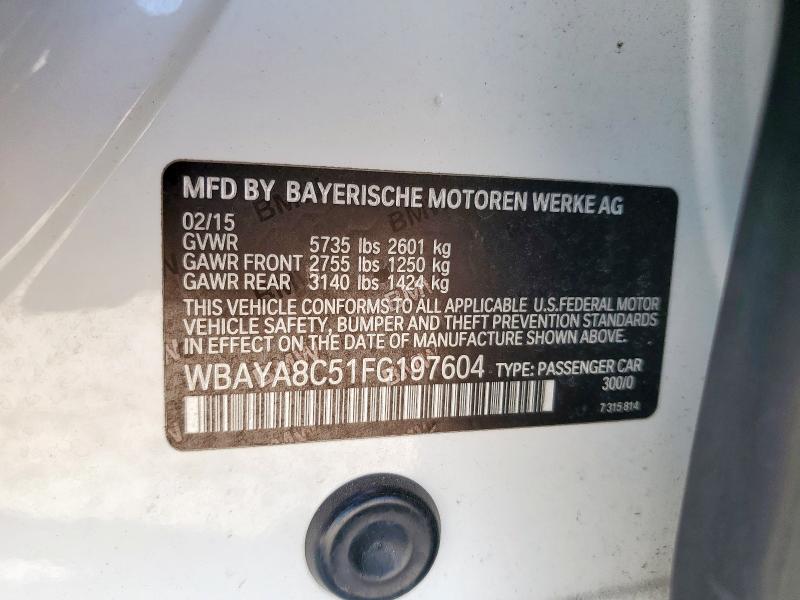 MFD BY BAYERISCHE MOTOREN WERKE AG
02/15
GVWR 5735 lbs 2601 kg
GAWR FRONT 2755 lbs 1250 kg
GAWR REAR 3140 lbs 1424 kg
THIS VEHICLE CONFORMS TO ALL APPLICABLE U.S.FEDERAL MOTOR
VEHICLE SAFETY, BUMPER AND THEFT PREVENTION STANDARDS
IN EFFECT ON THE DATE OF MANUFACTURE SHOWN ABOVE.
WBAYA8C51FG197604 TYPE: PASSENGER CAR
300/0
7 315 814